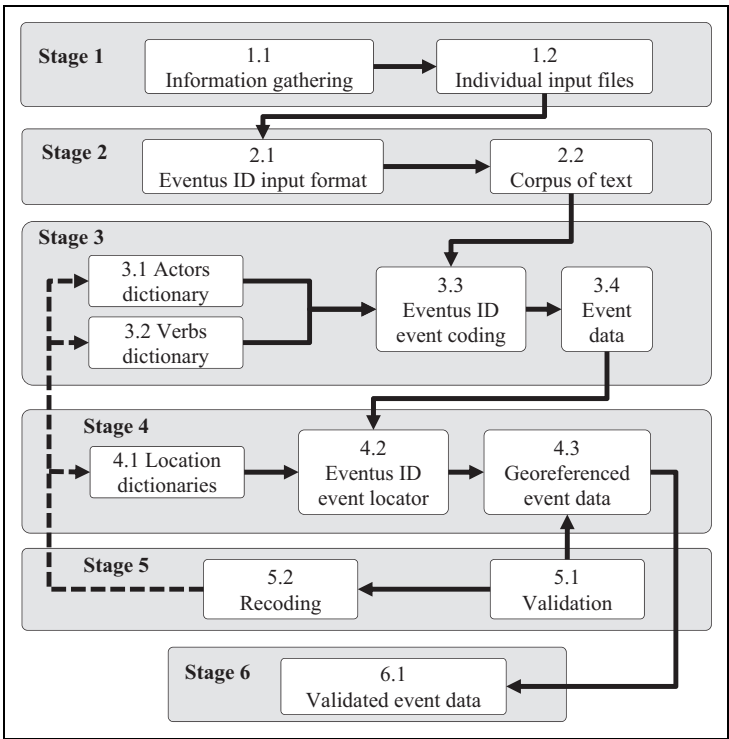 Stage 1
1.1
Information gathering
1.2
Individual input files
Stage 2
2.1
Eventus ID input format
2.2
Corpus of text
Stage 3
3.1 Actors
dictionary
3.2 Verbs
dictionary
3.3
Eventus ID
event coding
3.4
Event
data
Stage 4
4.1 Location
dictionaries
4.2
Eventus ID
event locator
4.3
Georeferenced
event data
Stage 5
5.2
Recoding
5.1
Validation
Stage 6
6.1
Validated event data